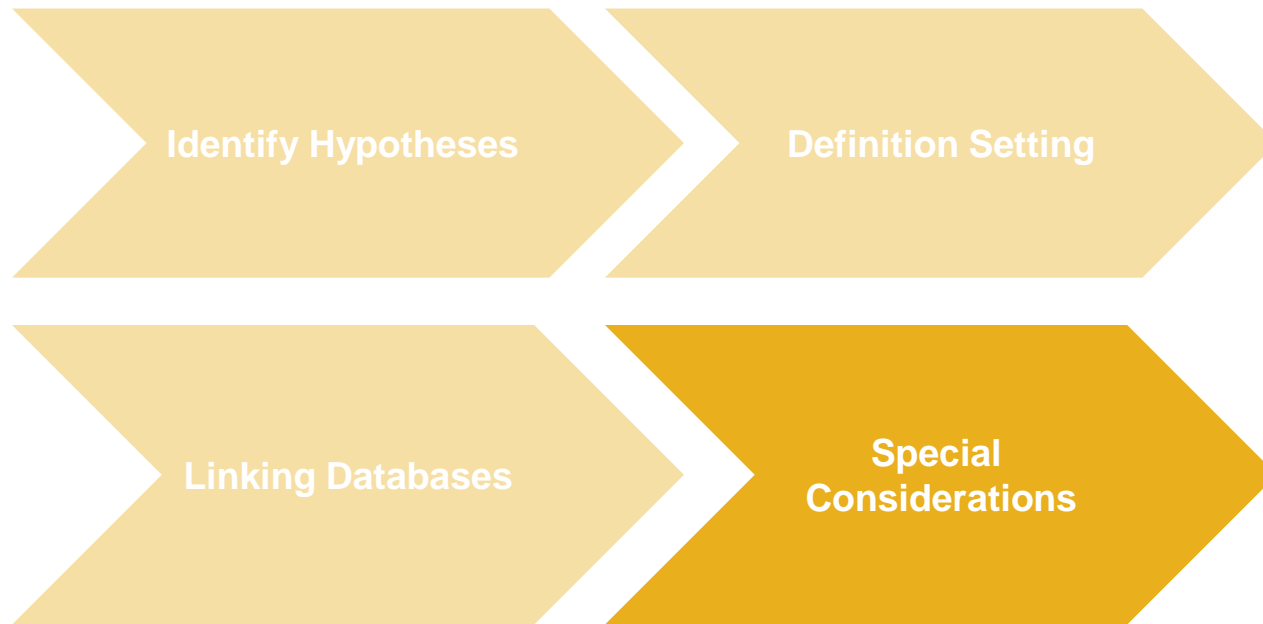 Identify Hypotheses
Definition Setting
Linking Databases
Special
Considerations